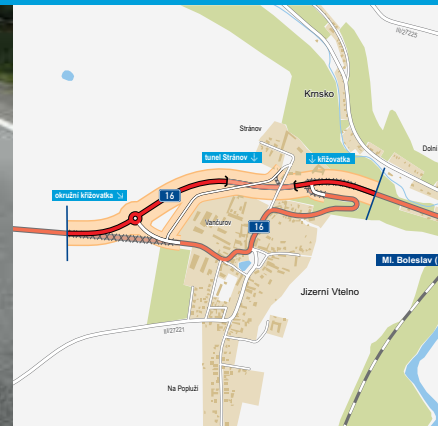 III/27225
Krnsko
Stránov
Dolní
tunel Stránov ↓
↓ křižovatka
okružní křižovatka ↘
16
Vančurov
16
Ml. Boleslav (
Jizerní Vtelno
III/27221
Na Popluží